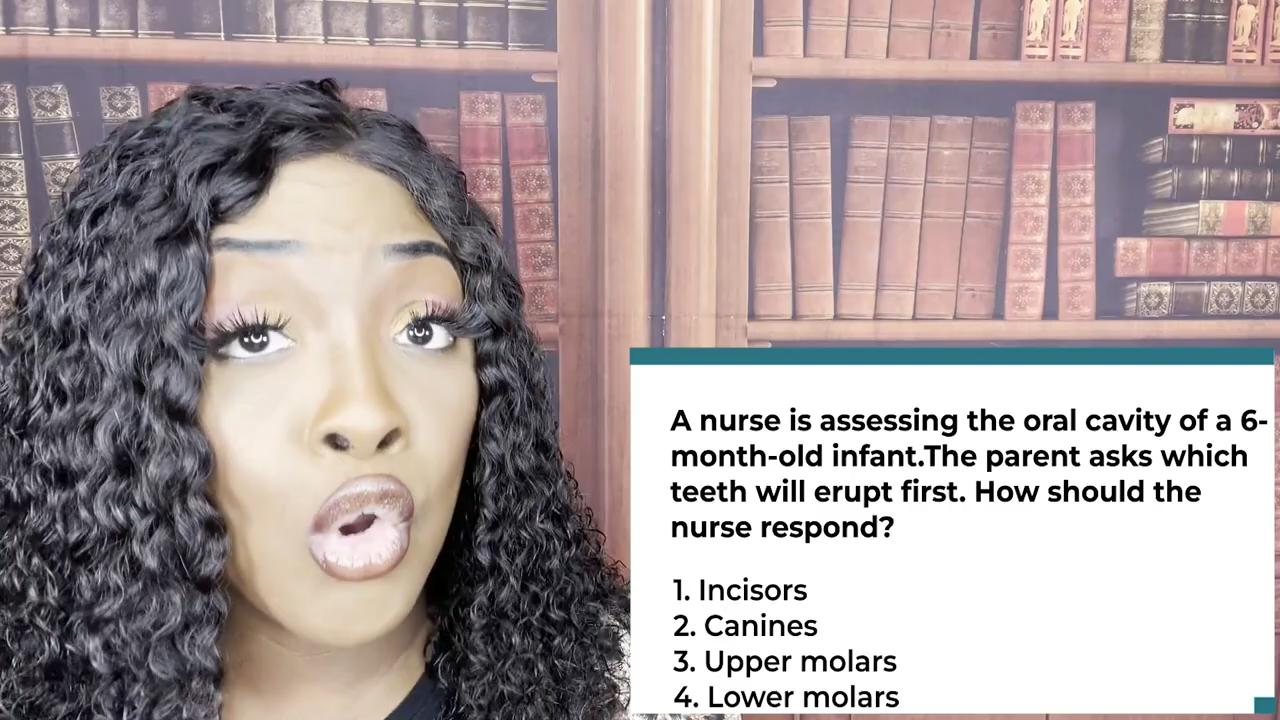 A nurse is assessing the oral cavity of a 6-
month-old infant.The parent asks which
teeth will erupt first. How should the
nurse respond?
1. Incisors
2. Canines
3. Upper molars
4. Lower molars